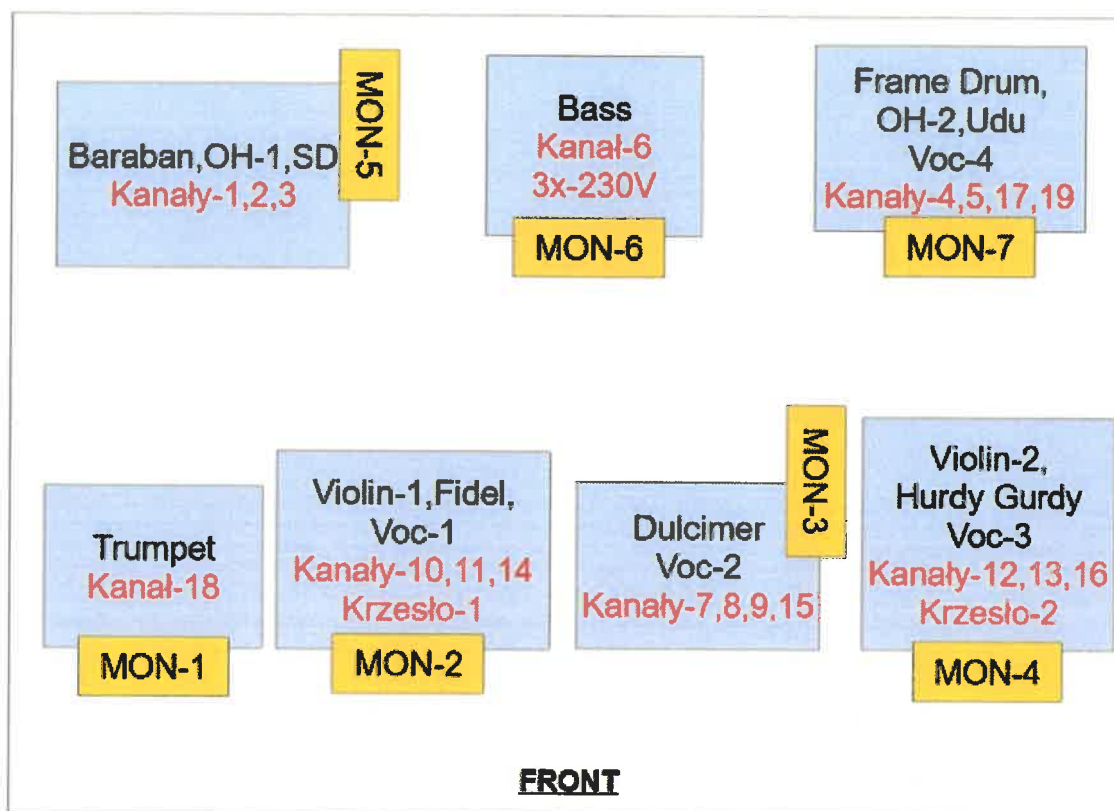 MON-5
Baraban,OH-1,SD
Kanały-1,2,3
Bass
Kanał-6
3x-230V
MON-6
Frame Drum,
OH-2,Udu
Voc-4
Kanały-4,5,17,19
MON-7
Trumpet
Kanał-18
MON-1
Violin-1,Fidel,
Voc-1
Kanały-10,11,14
Krzesło-1
MON-2
MON-3
Dulcimer
Voc-2
Kanały-7,8,9,15
Violin-2,
Hurdy Gurdy
Voc-3
Kanały-12,13,16
Krzesło-2
MON-4
FRONT